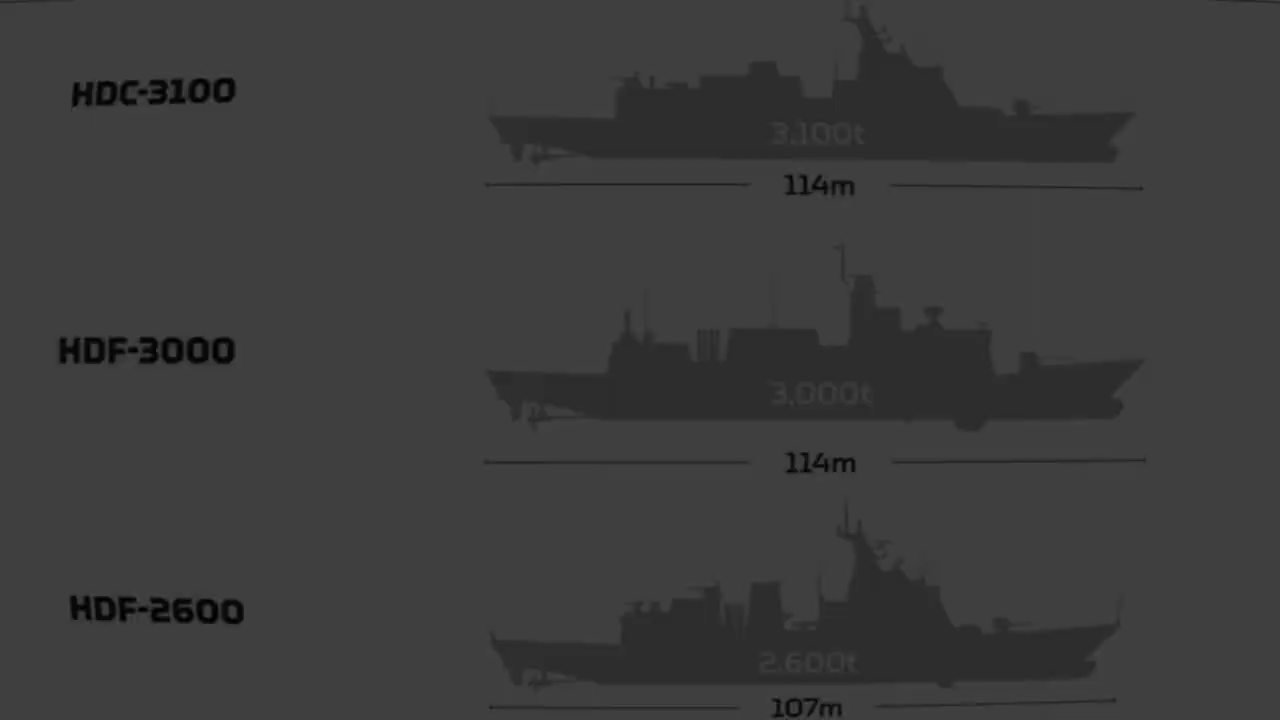 HDC-3100
3,100t
114m
HDF-3000
3,000t
114m
HDF-2600
2,600t
107m